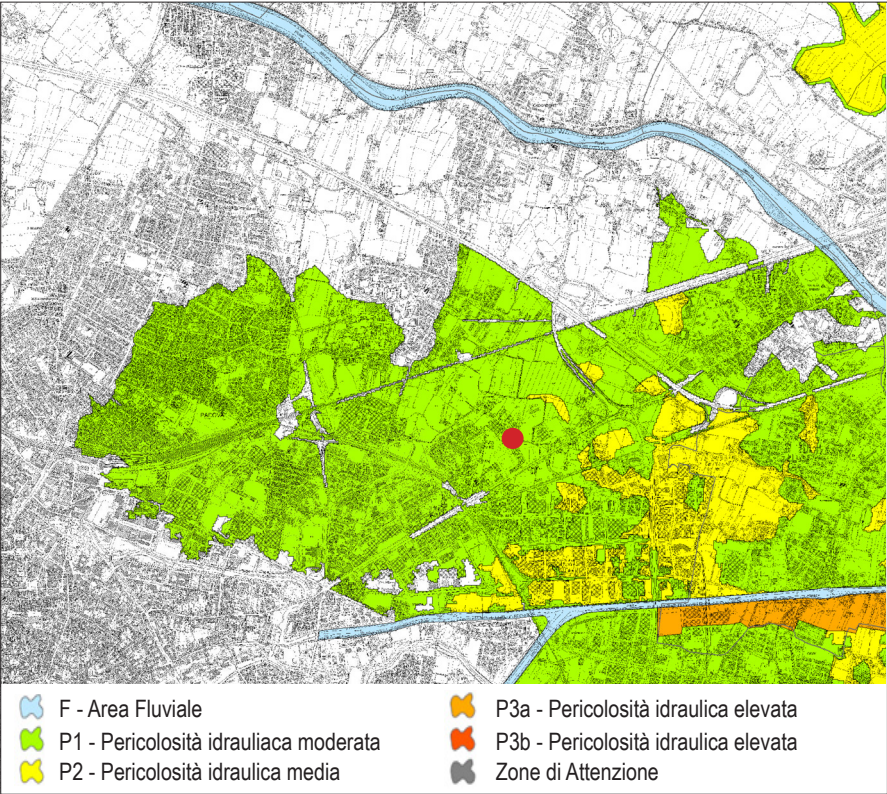 PADOVA
F - Area Fluviale
P1 - Pericolosità idrauliaca moderata
P2 - Pericolosità idraulica media
P3a - Pericolosità idraulica elevata
P3b - Pericolosità idraulica elevata
Zone di Attenzione